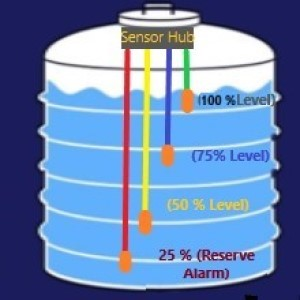 Sensor Hub
(100 %Level)
(75% Level)
(50 % Level)
25 % (Reserve
Alarm)